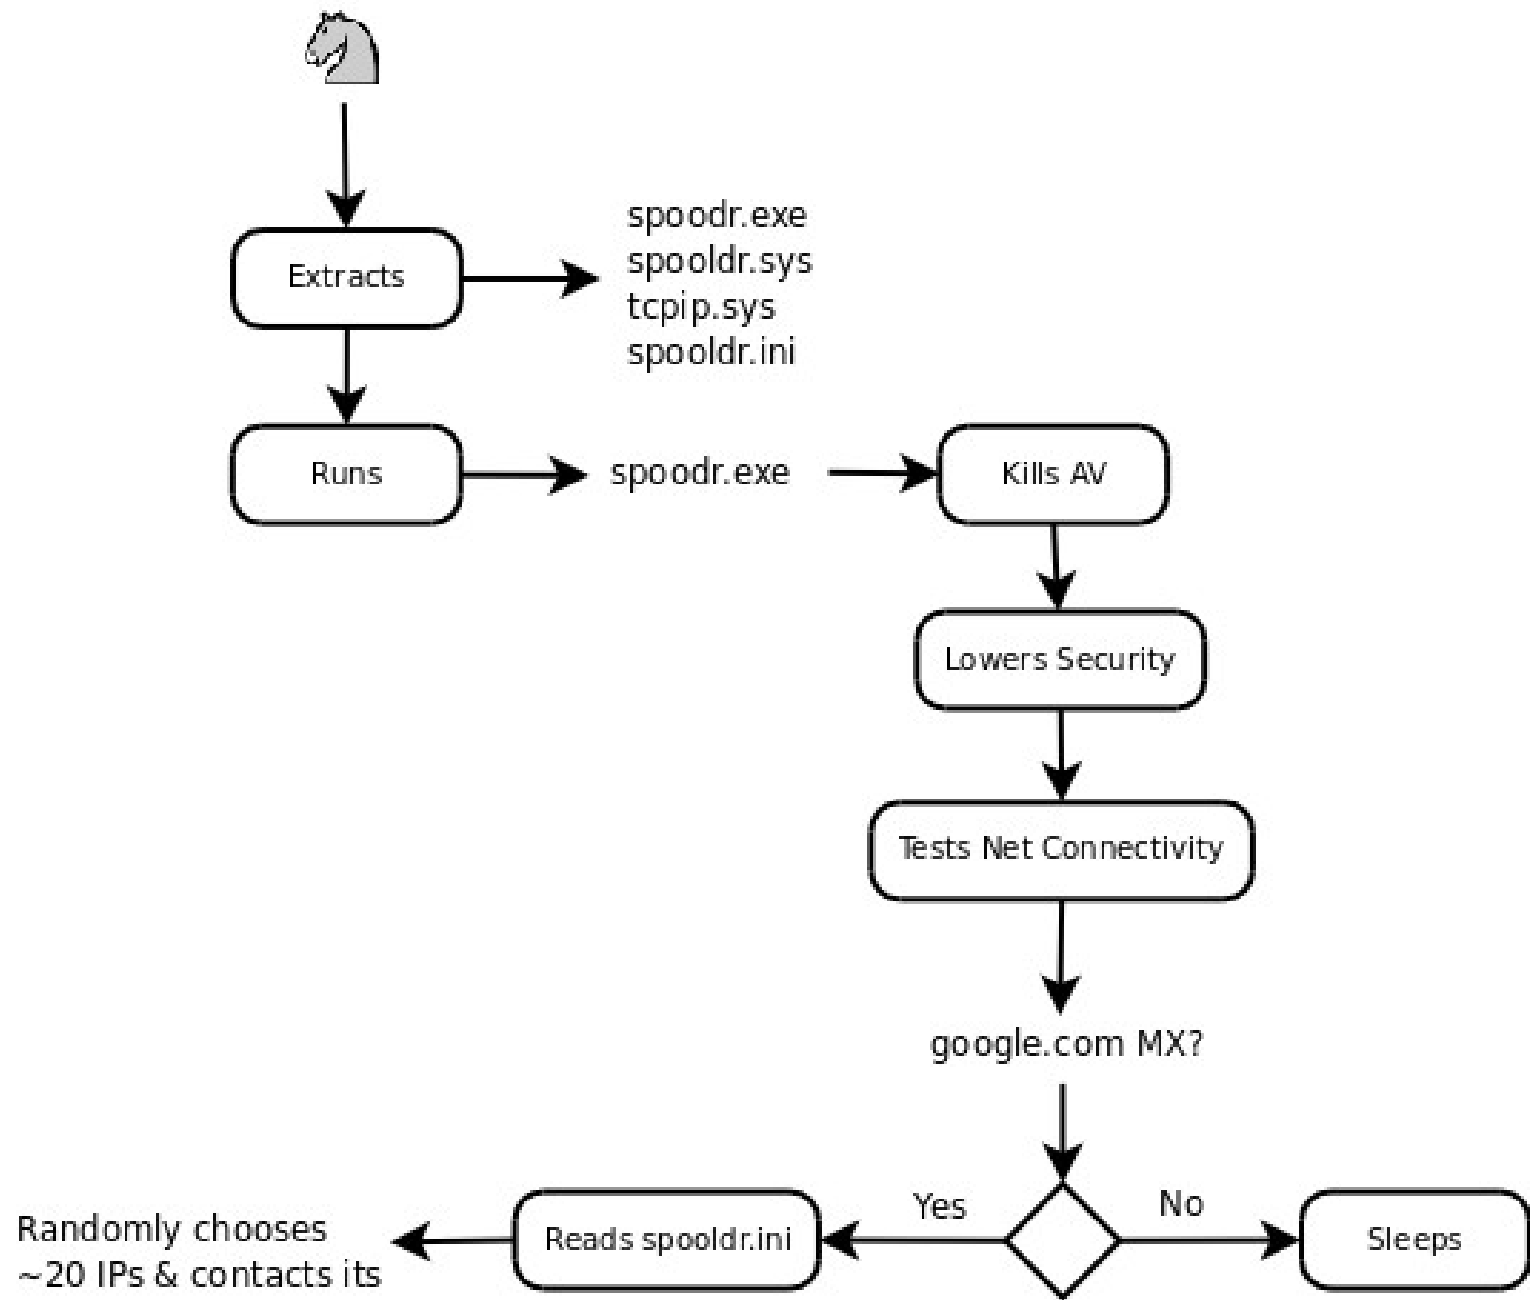 spoodr.exe
spooldr.sys
Extracts
tcpip.sys
spooldr.ini
Runs
spoodr.exe
Kills AV
Lowers Security
Tests Net Connectivity
google.com MX?
Yes
No
Randomly chooses
~20 IPs & contacts its
Reads spooldr.ini
Sleeps